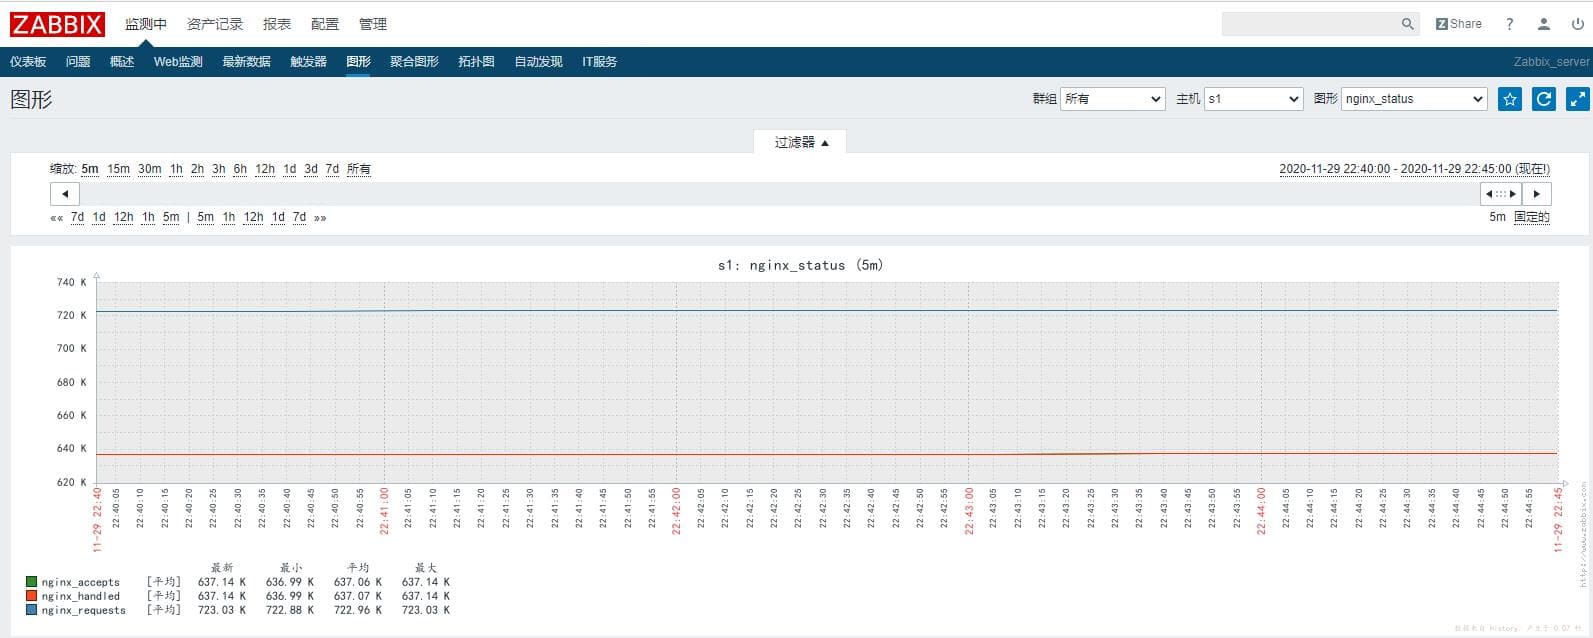 ZABBIX 监测中 资产记录 报表 配置 管理 Z Share ?
仪表板 问题 概述 Web监测 最新数据 触发器 图形 聚合图形 拓扑图 自动发现 IT服务 Zabbix_server
图形 群组 所有 主机 s1 图形 nginx_status
过滤器 ▲
缩放: 5m 15m 30m 1h 2h 3h 6h 12h 1d 3d 7d 所有 2020-11-29 22:40:00 - 2020-11-29 22:45:00 (现在!)
«« 7d 1d 12h 1h 5m | 5m 1h 12h 1d 7d »» 5m 固定的
s1: nginx_status (5m)
740 K
720 K
700 K
680 K
660 K
640 K
620 K
11-29 22:40 22:40:05 22:40:10 22:40:15 22:40:20 22:40:25 22:40:30 22:40:35 22:40:40 22:40:45 22:40:50 22:40:55 22:41:00 22:41:05 22:41:10 22:41:15 22:41:20 22:41:25 22:41:30 22:41:35 22:41:40 22:41:45 22:41:50 22:41:55 22:42:00 22:42:05 22:42:10 22:42:15 22:42:20 22:42:25 22:42:30 22:42:35 22:42:40 22:42:45 22:42:50 22:42:55 22:43:00 22:43:05 22:43:10 22:43:15 22:43:20 22:43:25 22:43:30 22:43:35 22:43:40 22:43:45 22:43:50 22:43:55 22:44:00 22:44:05 22:44:10 22:44:15 22:44:20 22:44:25 22:44:30 22:44:35 22:44:40 22:44:45 22:44:50 22:44:55 11-29 22:45
http://www.zabbix.com
最新 最小 平均 最大
nginx_accepts [平均] 637.14 K 636.99 K 637.06 K 637.14 K
nginx_handled [平均] 637.14 K 636.99 K 637.07 K 637.14 K
nginx_requests [平均] 723.03 K 722.88 K 722.96 K 723.03 K
数据来自 history. 产生于 0.07 秒